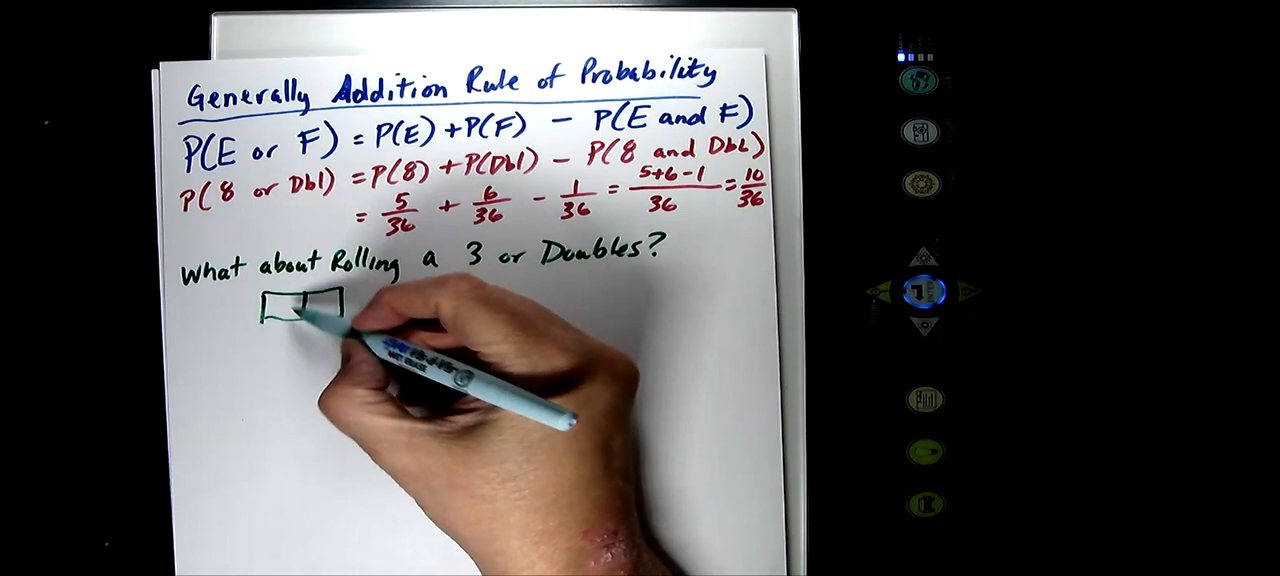 Generally Addition Rule of Probability
P(E or F) = P(E) + P(F) - P(E and F)
P(8 or Dbl) = P(8) + P(Dbl) - P(8 and Dbl)
= 5/36 + 6/36 - 1/36 = 5+6-1/36 = 10/36
What about Rolling a 3 or Doubles?